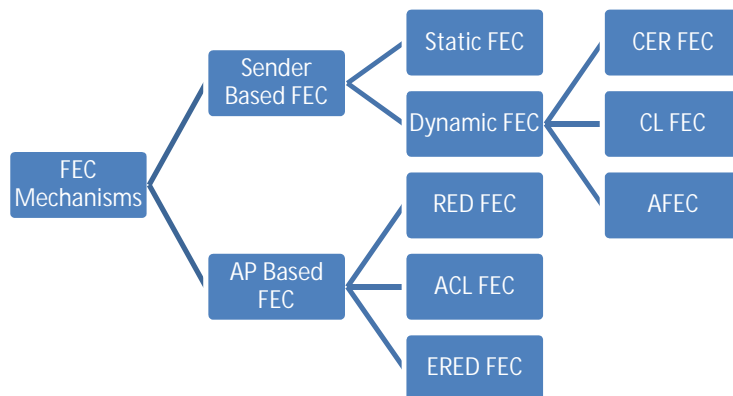 FEC
Mechanisms
Sender
Based FEC
AP Based
FEC
Static FEC
Dynamic FEC
RED FEC
ACL FEC
ERED FEC
CER FEC
CL FEC
AFEC